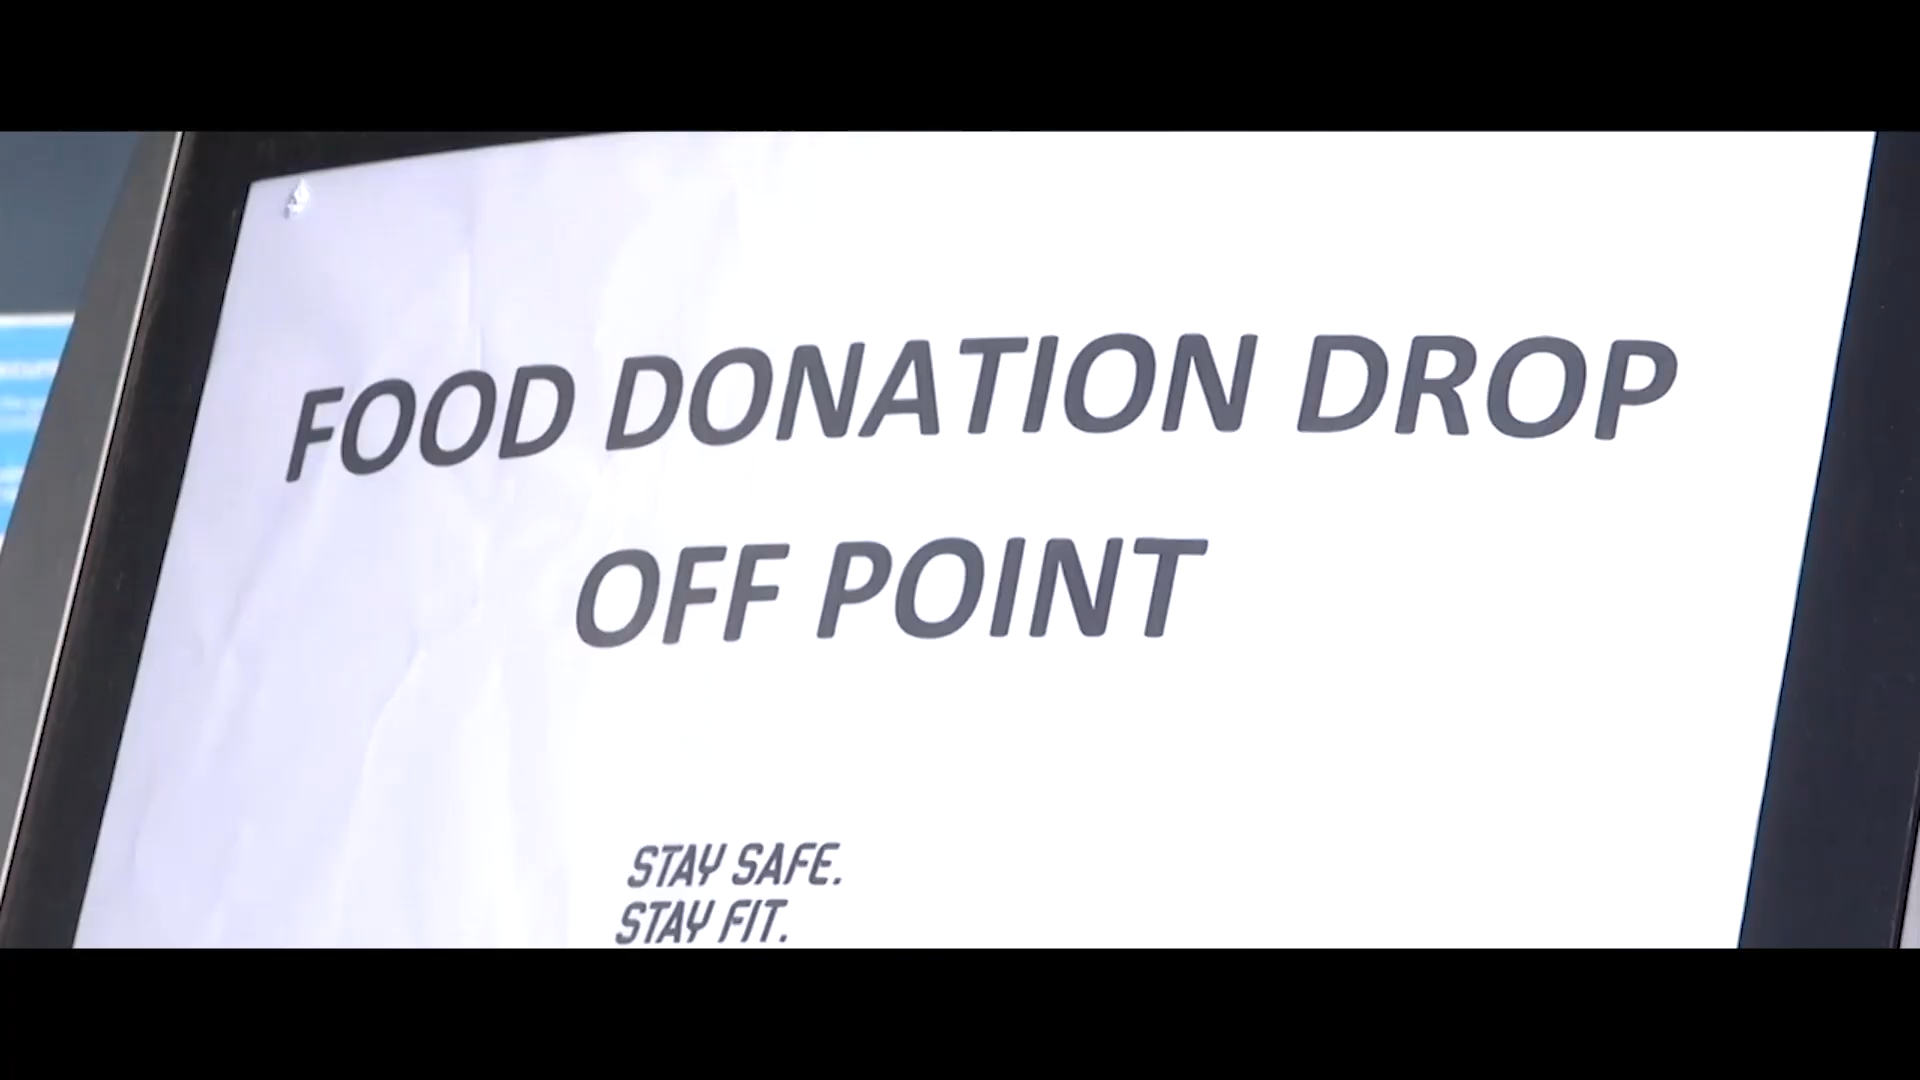 FOOD DONATION DROP
OFF POINT
STAY SAFE.
STAY FIT.